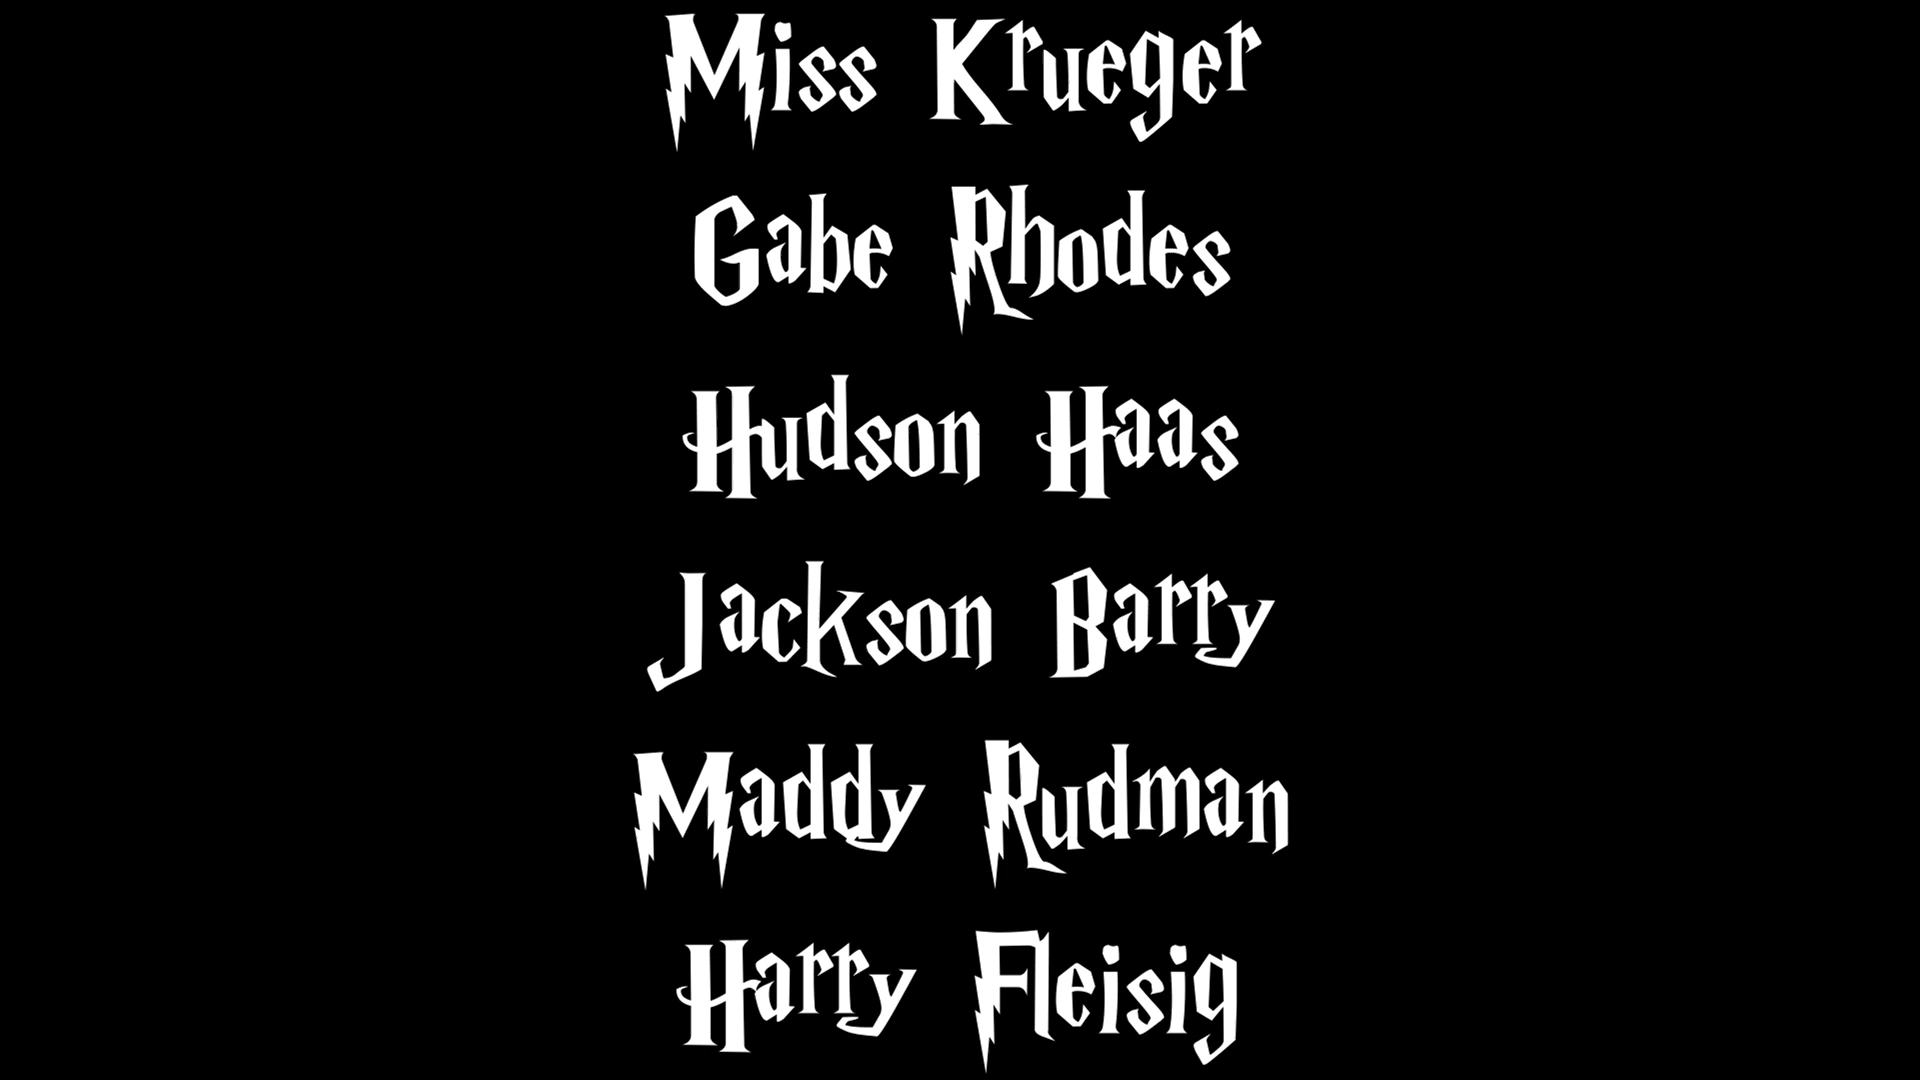 Miss Krueger
Gabe Rhodes
Hudson Haas
Jackson Barry
Maddy Rudman
Harry Fleisig